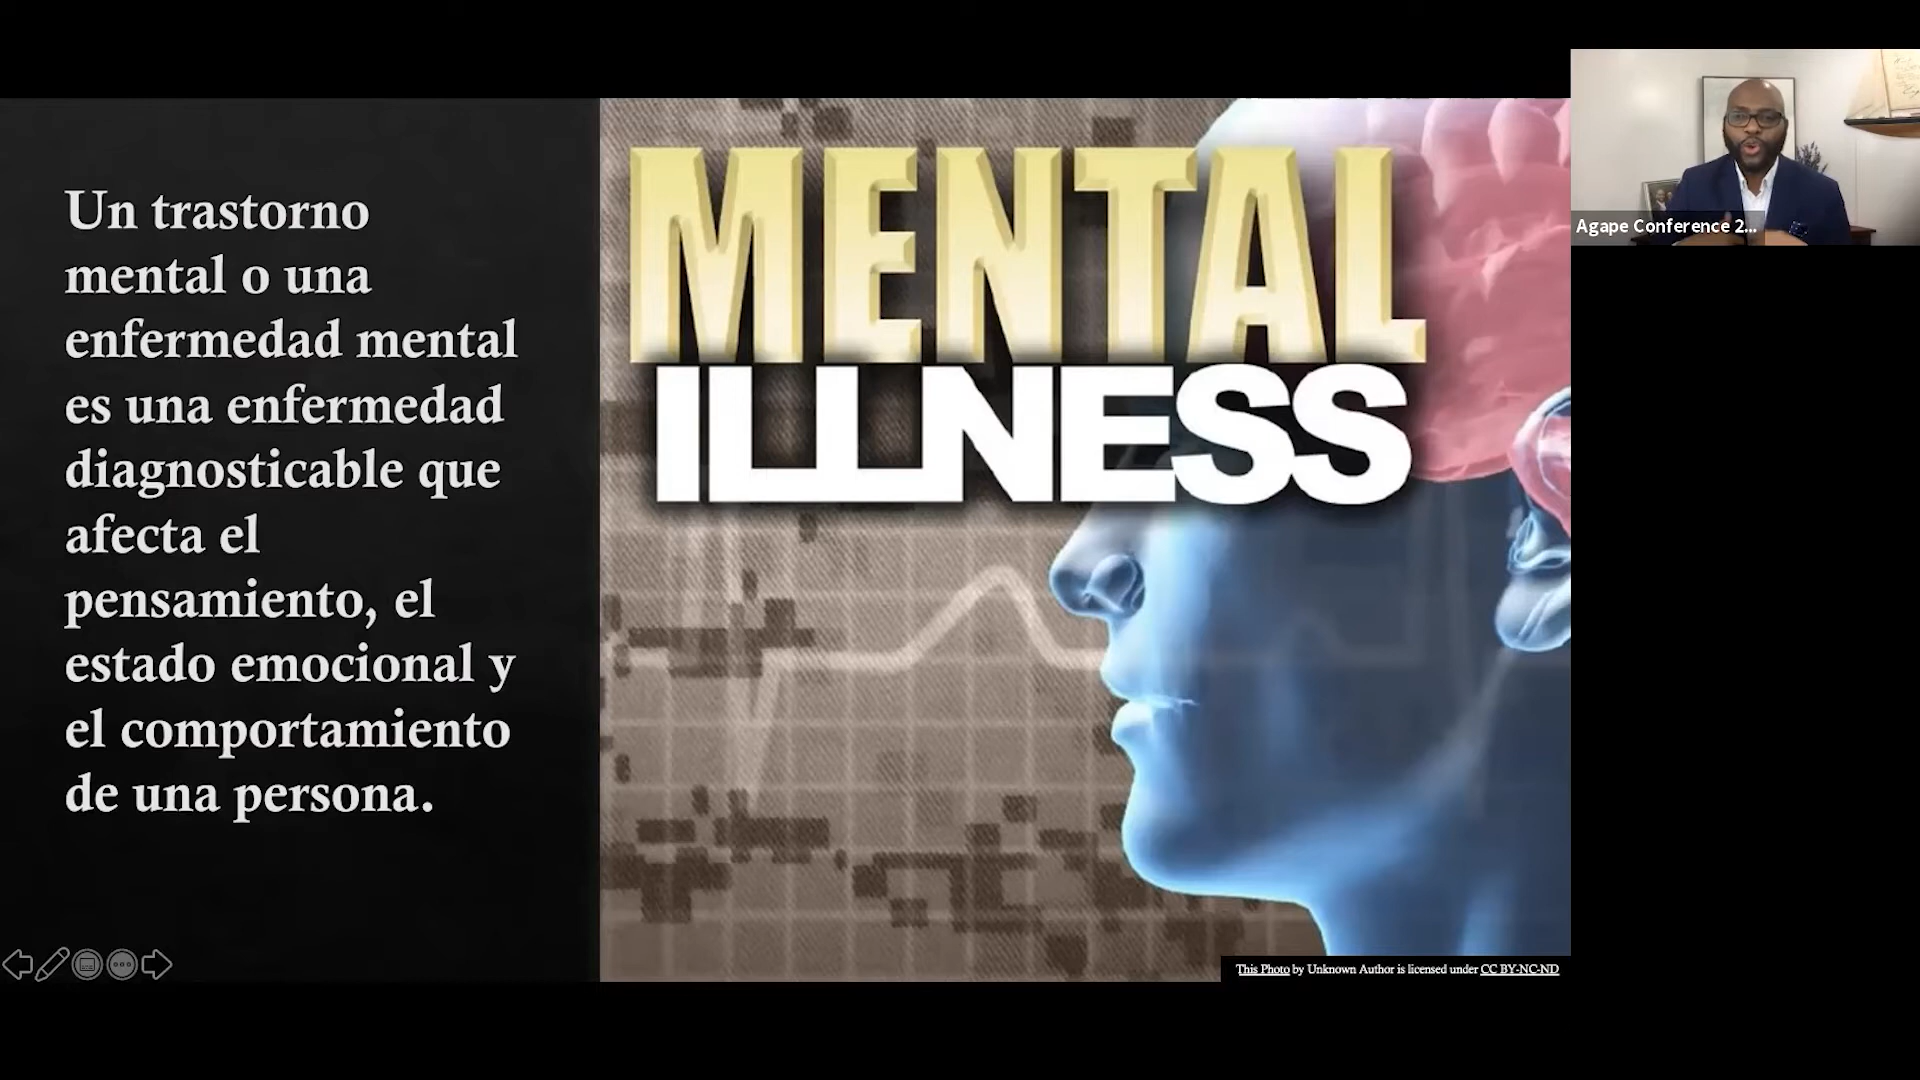 Un trastorno
mental o una
enfermedad mental
es una enfermedad
diagnosticable que
afecta el
pensamiento, el
estado emocional y
el comportamiento
de una persona.
MENTAL
ILLNESS
This Photo by Unknown Author is licensed under CC BY-NC-ND
Agape Conference 2...